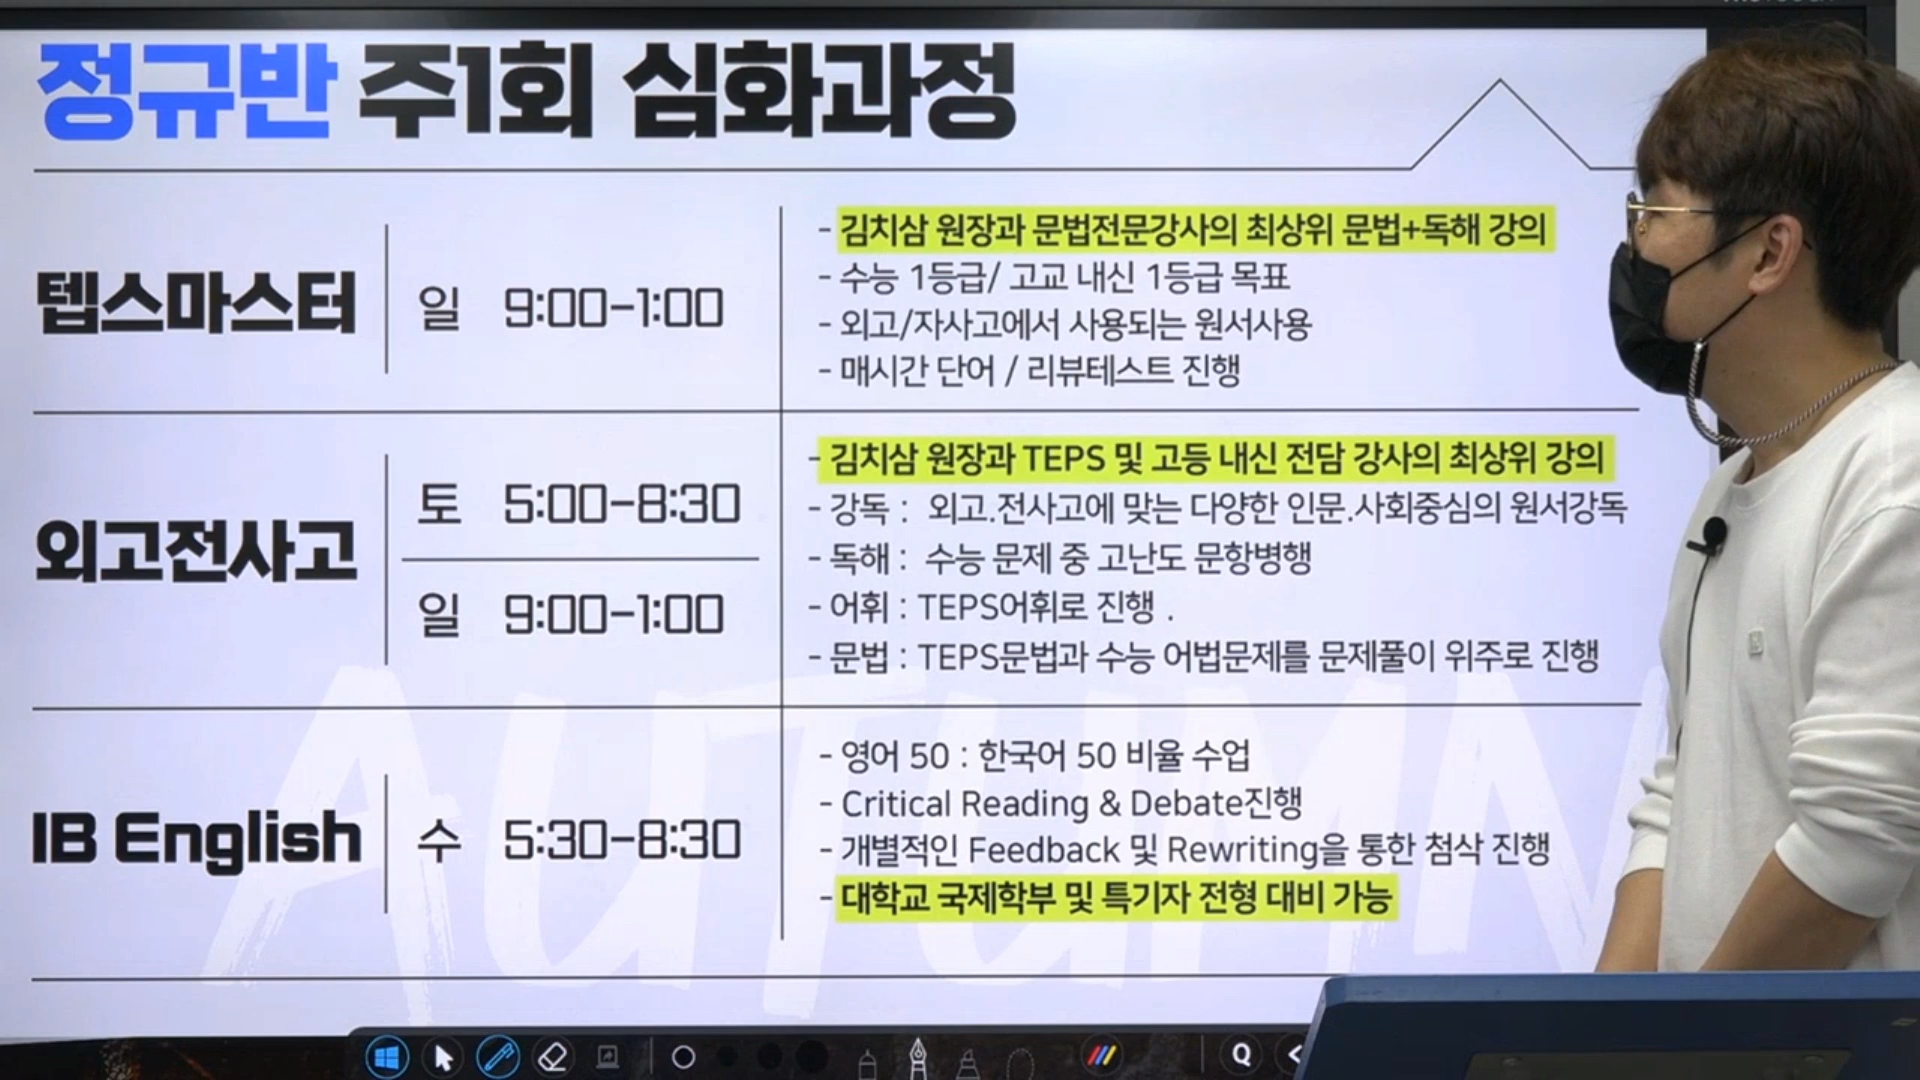 정규반 주1회 심화과정
텝스마스터
일 9:00-1:00
- 김치삼 원장과 문법전문강사의 최상위 문법+독해 강의
- 수능 1등급/ 고교 내신 1등급 목표
- 외고/자사고에서 사용되는 원서사용
- 매시간 단어 / 리뷰테스트 진행
외고전사고
토 5:00-8:30
일 9:00-1:00
- 김치삼 원장과 TEPS 및 고등 내신 전담 강사의 최상위 강의
- 강독 : 외고.전사고에 맞는 다양한 인문.사회중심의 원서강독
- 독해 : 수능 문제 중 고난도 문항병행
- 어휘 : TEPS어휘로 진행 .
- 문법 : TEPS문법과 수능 어법문제를 문제풀이 위주로 진행
IB English
수 5:30-8:30
- 영어 50 : 한국어 50 비율 수업
- Critical Reading & Debate진행
- 개별적인 Feedback 및 Rewriting을 통한 첨삭 진행
- 대학교 국제학부 및 특기자 전형 대비 가능
AUTUMN